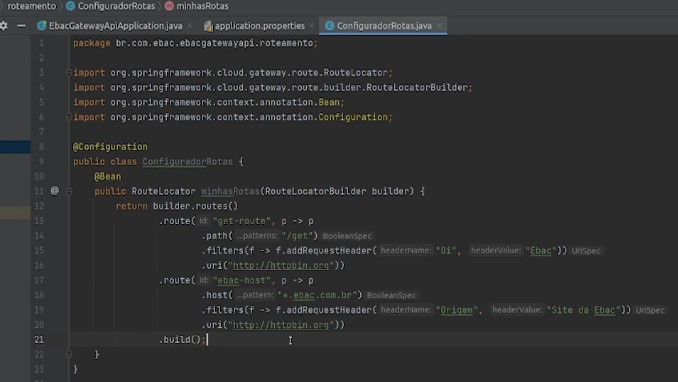 roteamento ConfiguradorRotas minhasRotas
EbacGatewayApiApplication.java application.properties ConfiguradorRotas.java
1 package br.com.ebac.ebacgatewayapi.roteamento;
2
3 import org.springframework.cloud.gateway.route.RouteLocator;
4 import org.springframework.cloud.gateway.route.builder.RouteLocatorBuilder;
5 import org.springframework.context.annotation.Bean;
6 import org.springframework.context.annotation.Configuration;
7
8 @Configuration
9 public class ConfiguradorRotas {
10 @Bean
11 @ public RouteLocator minhasRotas(RouteLocatorBuilder builder) {
12 return builder.routes()
13 .route( id: "get-route", p -> p
14 .path( ...patterns: "/get") BooleanSpec
15 .filters(f -> f.addRequestHeader( headerName: "Oi", headerValue: "Ebac")) UriSpec
16 .uri("http://httpbin.org"))
17 .route( id: "ebac-host", p -> p
18 .host( ...pattern: "*.ebac.com.br") BooleanSpec
19 .filters(f -> f.addRequestHeader( headerName: "Origem", headerValue: "Site da Ebac")) UriSpec
20 .uri("http://httpbin.org"))
21 .build();
22 }
23 }